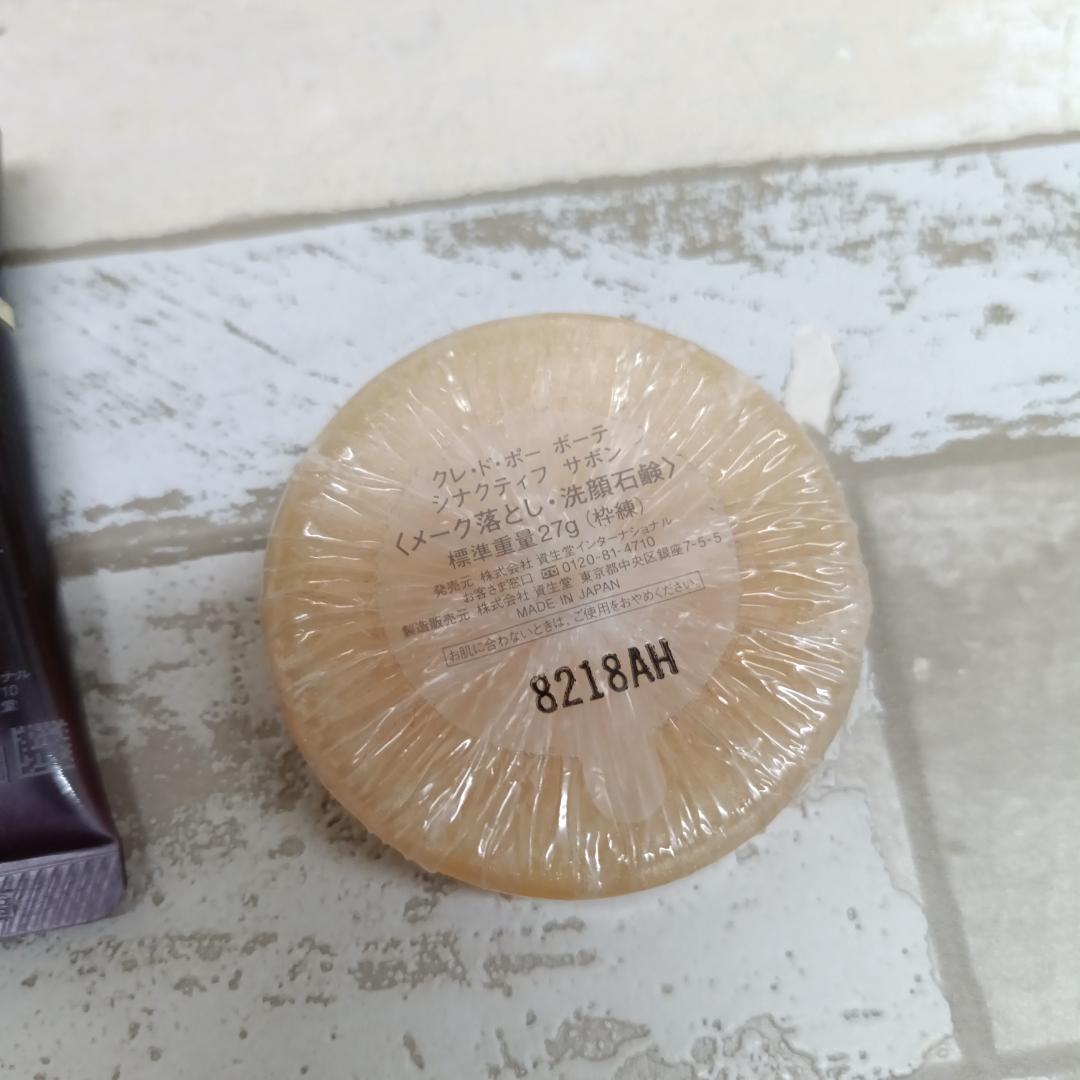 クレ・ド・ポー ボーテ
シナクティフ サボン
〈メーク落とし・洗顔石鹸〉
標準重量27g（枠練）
発売元 株式会社 資生堂インターナショナル
お客さま窓口 0120-81-4710
製造販売元 株式会社 資生堂 東京都中央区銀座7-5-5
MADE IN JAPAN
お肌に合わないときは、ご使用をおやめください。
8218AH
ナル
10
堂